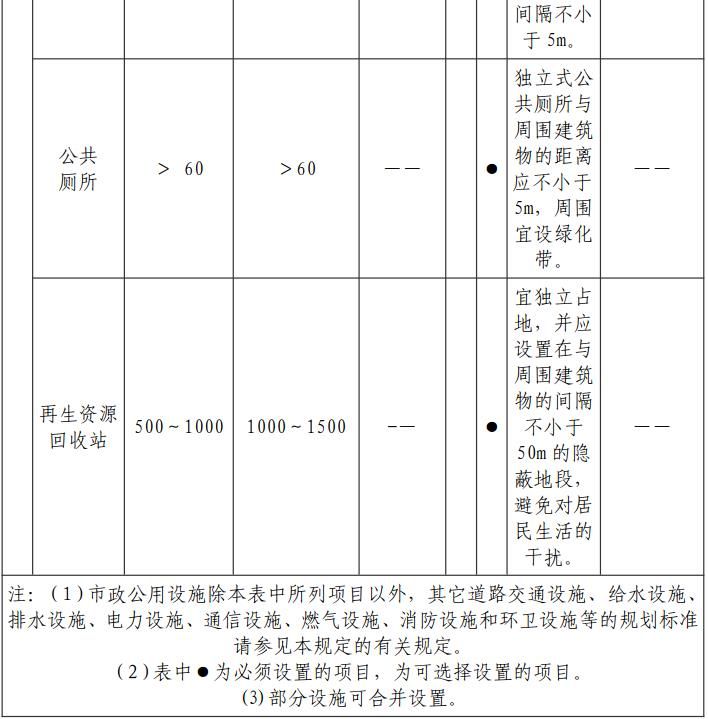 间隔不小
于 5m。
公共
厕所
> 60
>60
——
●
独立式公
共厕所与
周围建筑
物的距离
应不小于
5m，周围
宜设绿化
带。
——
再生资源
回收站
500~1000
1000~1500
——
●
宜独立占
地，并应
设置在与
周围建筑
物的间隔
不小于
50m 的隐
蔽地段，
避免对居
民生活的
干扰。
——
注：(1)市政公用设施除本表中所列项目以外，其它道路交通设施、给水设施、
排水设施、电力设施、通信设施、燃气设施、消防设施和环卫设施等的规划标准
请参见本规定的有关规定。
(2)表中●为必须设置的项目，为可选择设置的项目。
(3)部分设施可合并设置。